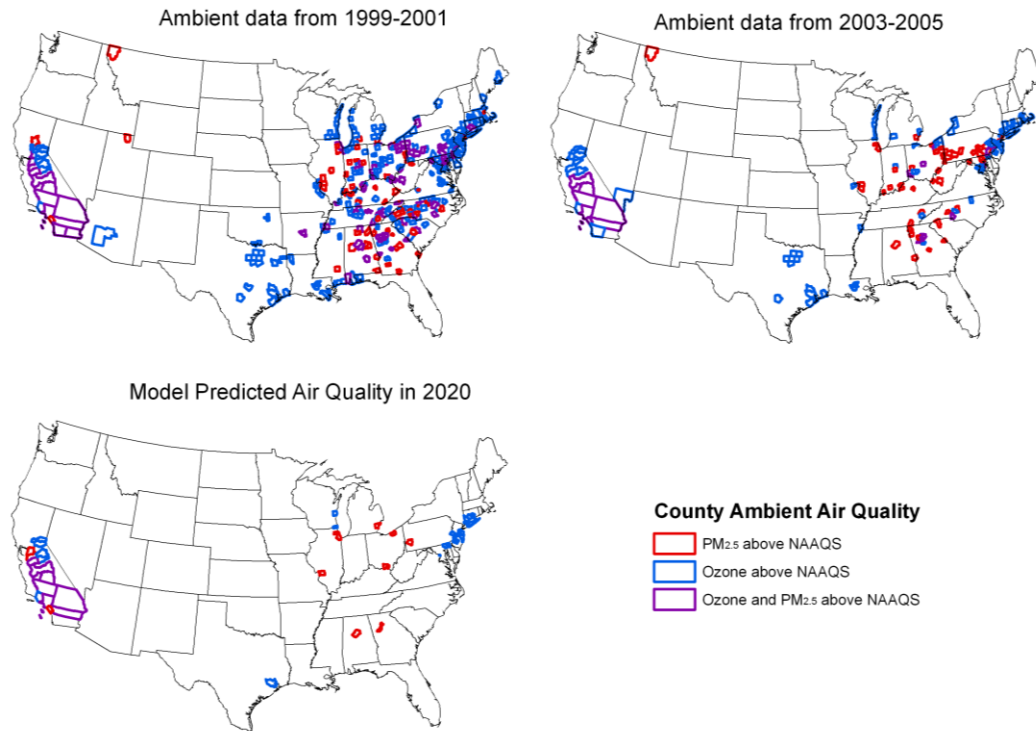 Ambient data from 1999-2001
Ambient data from 2003-2005
Model Predicted Air Quality in 2020
County Ambient Air Quality
PM2.5 above NAAQS
Ozone above NAAQS
Ozone and PM2.5 above NAAQS